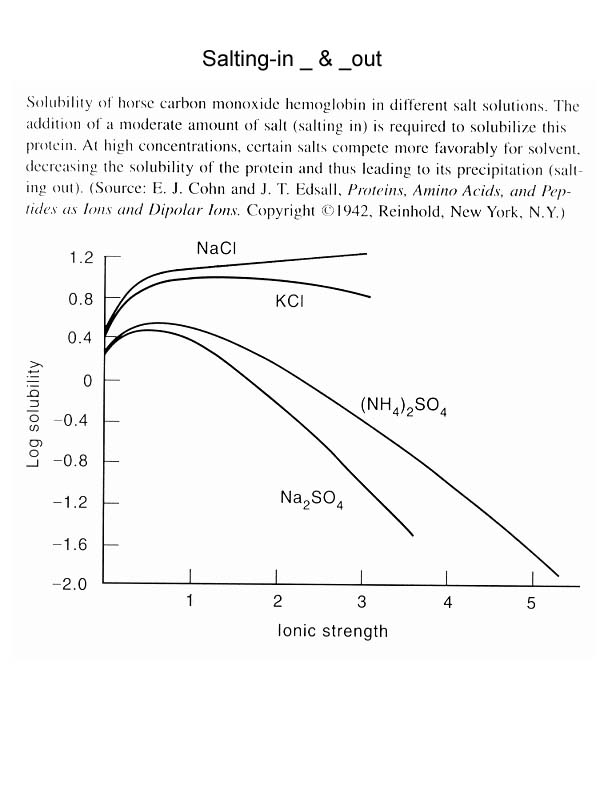 Salting-in _ & _out
Solubility of horse carbon monoxide hemoglobin in different salt solutions. The
addition of a moderate amount of salt (salting in) is required to solubilize this
protein. At high concentrations, certain salts compete more favorably for solvent,
decreasing the solubility of the protein and thus leading to its precipitation (salt-
ing out). (Source: E. J. Cohn and J. T. Edsall, Proteins, Amino Acids, and Pep-
tides as Ions and Dipolar Ions. Copyright ©1942, Reinhold, New York, N.Y.)
NaCl
1.2
0.8
KCl
0.4
0
(NH₄)₂SO₄
−0.4
Log solubility
−0.8
Na₂SO₄
−1.2
−1.6
−2.0
1 2 3 4 5
Ionic strength